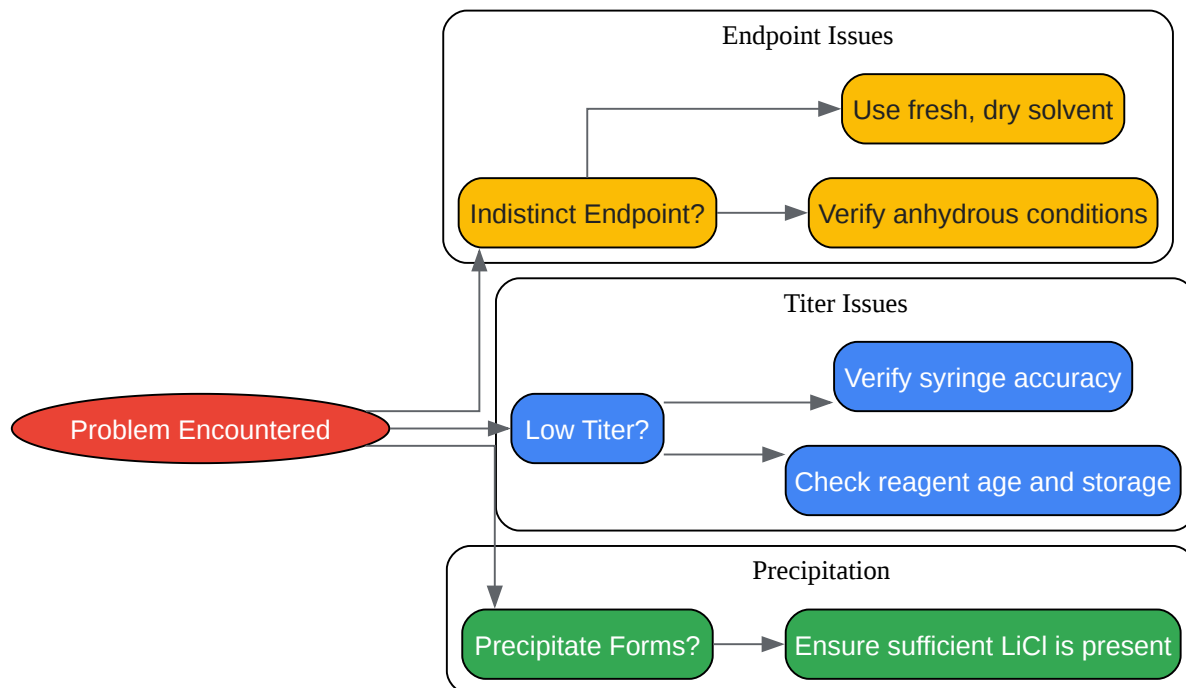 Endpoint Issues
Use fresh, dry solvent
Indistinct Endpoint?
Verify anhydrous conditions
Titer Issues
Verify syringe accuracy
Problem Encountered
Low Titer?
Check reagent age and storage
Precipitation
Precipitate Forms?
Ensure sufficient LiCl is present